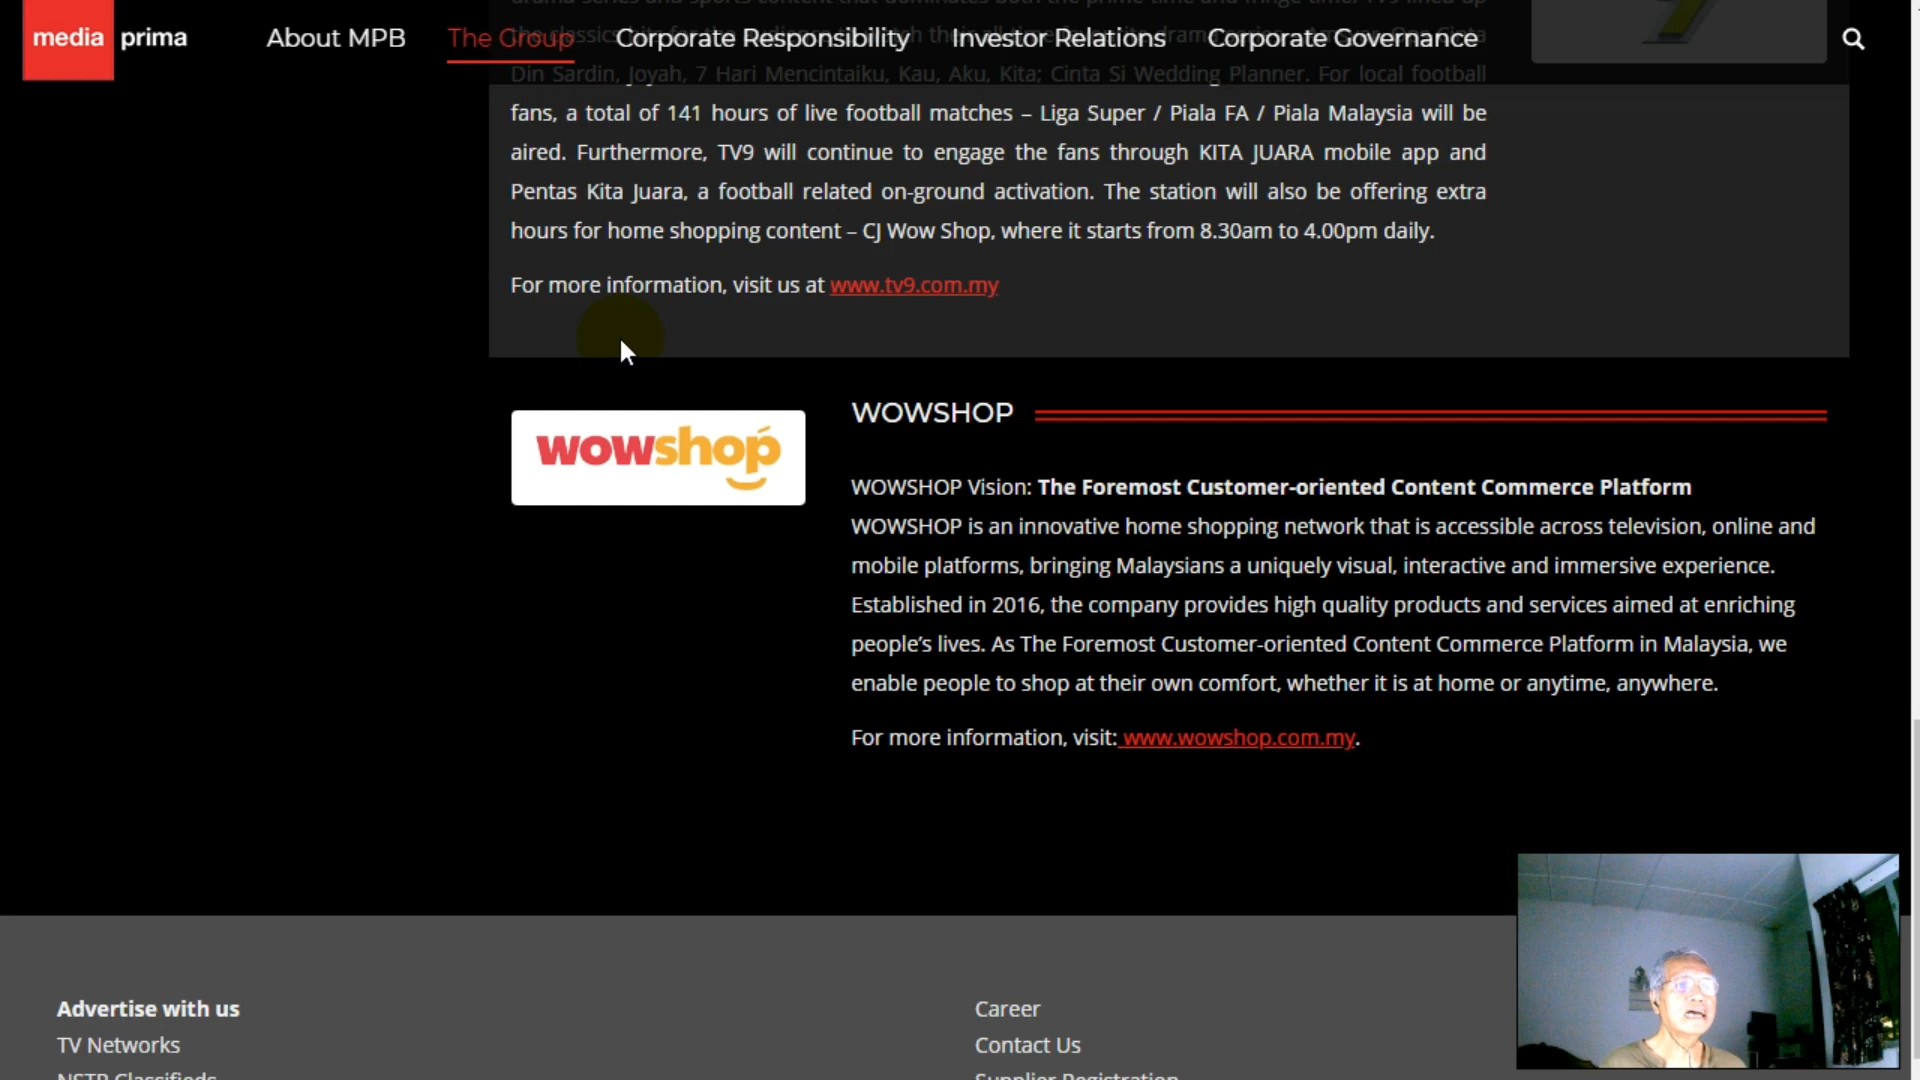 media prima
About MPB
The Group
Corporate Responsibility
Investor Relations
Corporate Governance
Din Sardin, Joyah, 7 Hari Mencintaiku, Kau, Aku, Kita; Cinta Si Wedding Planner. For local football
fans, a total of 141 hours of live football matches – Liga Super / Piala FA / Piala Malaysia will be
aired. Furthermore, TV9 will continue to engage the fans through KITA JUARA mobile app and
Pentas Kita Juara, a football related on-ground activation. The station will also be offering extra
hours for home shopping content – CJ Wow Shop, where it starts from 8.30am to 4.00pm daily.
For more information, visit us at www.tv9.com.my
wowshop
WOWSHOP
WOWSHOP Vision: The Foremost Customer-oriented Content Commerce Platform
WOWSHOP is an innovative home shopping network that is accessible across television, online and
mobile platforms, bringing Malaysians a uniquely visual, interactive and immersive experience.
Established in 2016, the company provides high quality products and services aimed at enriching
people's lives. As The Foremost Customer-oriented Content Commerce Platform in Malaysia, we
enable people to shop at their own comfort, whether it is at home or anytime, anywhere.
For more information, visit: www.wowshop.com.my.
Advertise with us
TV Networks
NSTP Classifieds
Career
Contact Us
Supplier Registration